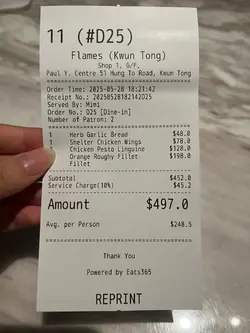 11 (#D25)
Flames (Kwun Tong)
Shop 1, G/F,
Paul Y. Centre 51 Hung To Road, Kwun Tong
Order Time: 2025-05-28 18:21:42
Receipt No.: 20250528182142D25
Served By: Mimi
Order No.: D25 [Dine-in]
Number of Patron: 2
1 Herb Garlic Bread $48.0
1 Shelter Chicken Wings $78.0
1 Chicken Pesto Linguine $128.0
Orange Roughy Fillet $198.0
Fillet
Subtotal $452.0
Service Charge(10%) $45.2
Amount $497.0
Avg. per Person $248.5
Thank You
Powered by Eats365
REPRINT